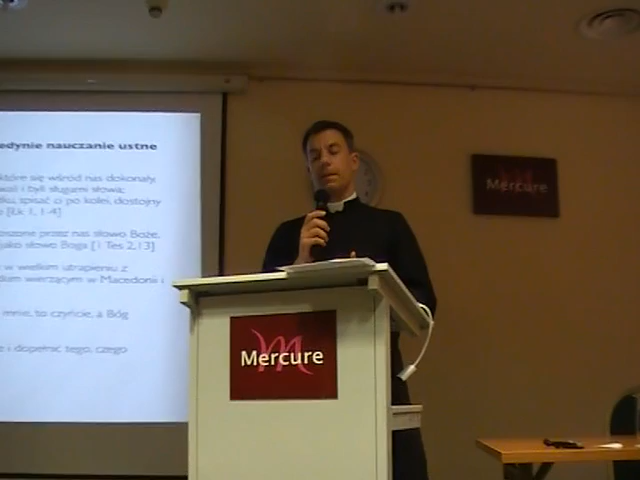 edynie nauczanie ustne
które się wśród nas dokonały,
i byli sługami słowa;
spisać o po kolei, dostojny
[Łk 1, 1-4]
przez nas słowo Boże,
jako słowo Boga [1 Tes 2,13]
w wielkim utrapieniu z
wierzącym w Macedonii i
mnie, to czyńcie, a Bóg
i dopełnić tego, czego
Mercure
Mercure